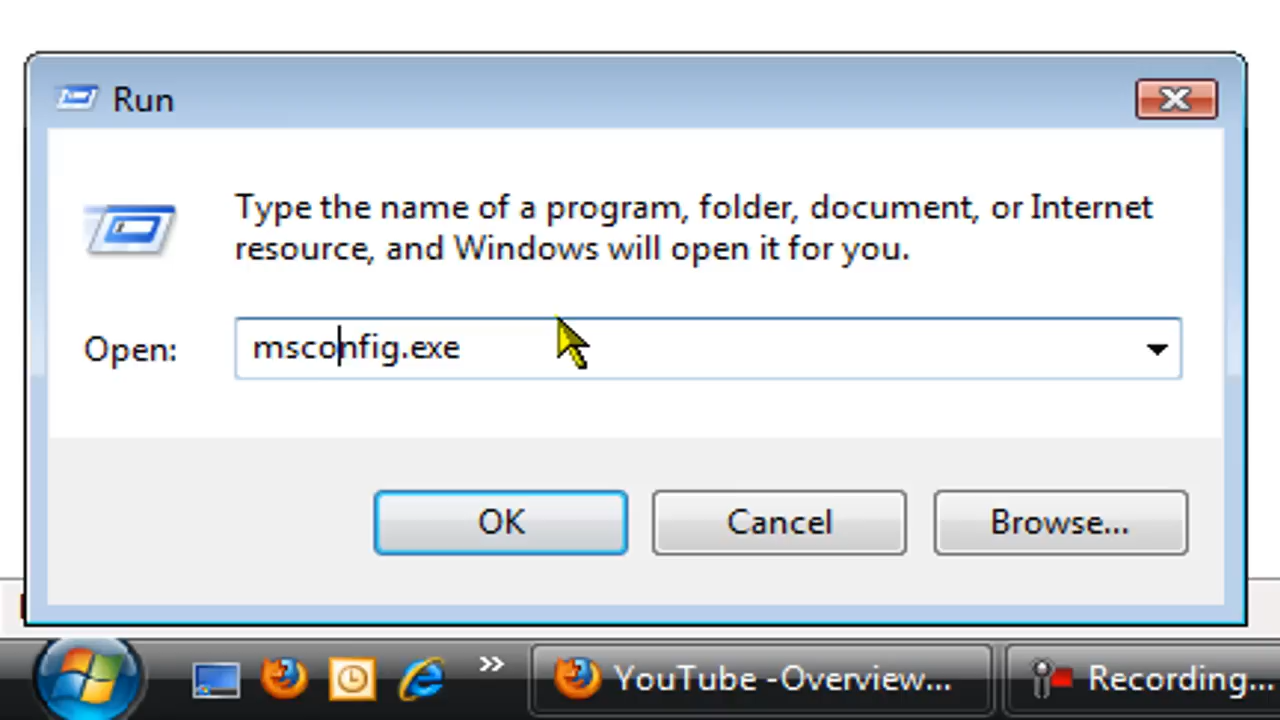 Run
Type the name of a program, folder, document, or Internet
resource, and Windows will open it for you.
Open: msconfig.exe
OK Cancel Browse...
» YouTube -Overview... Recording...